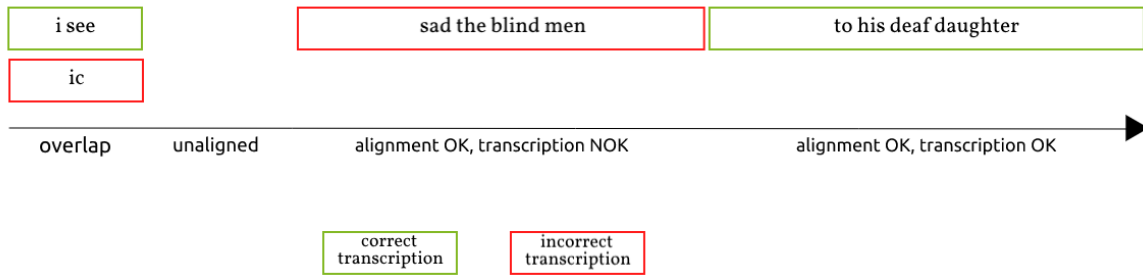 i see
sad the blind men
to his deaf daughter
ic
overlap
unaligned
alignment OK, transcription NOK
alignment OK, transcription OK
correct
transcription
incorrect
transcription